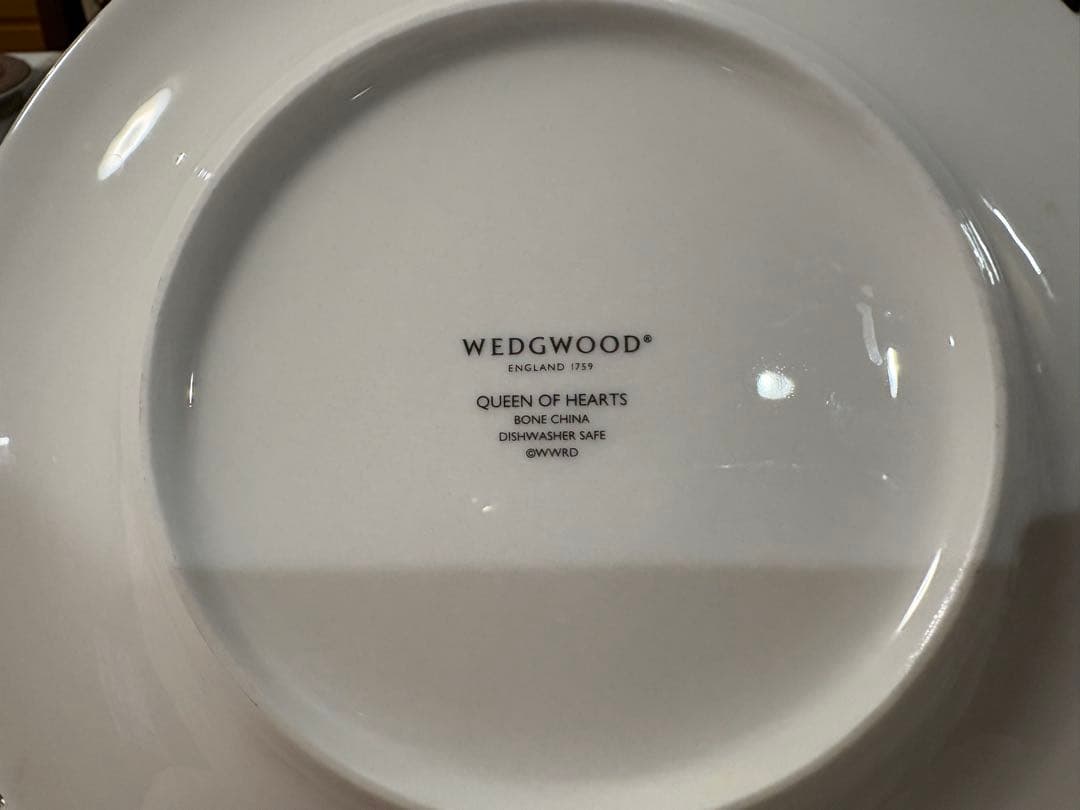 WEDGWOOD®
ENGLAND 1759
QUEEN OF HEARTS
BONE CHINA
DISHWASHER SAFE
©WWRD